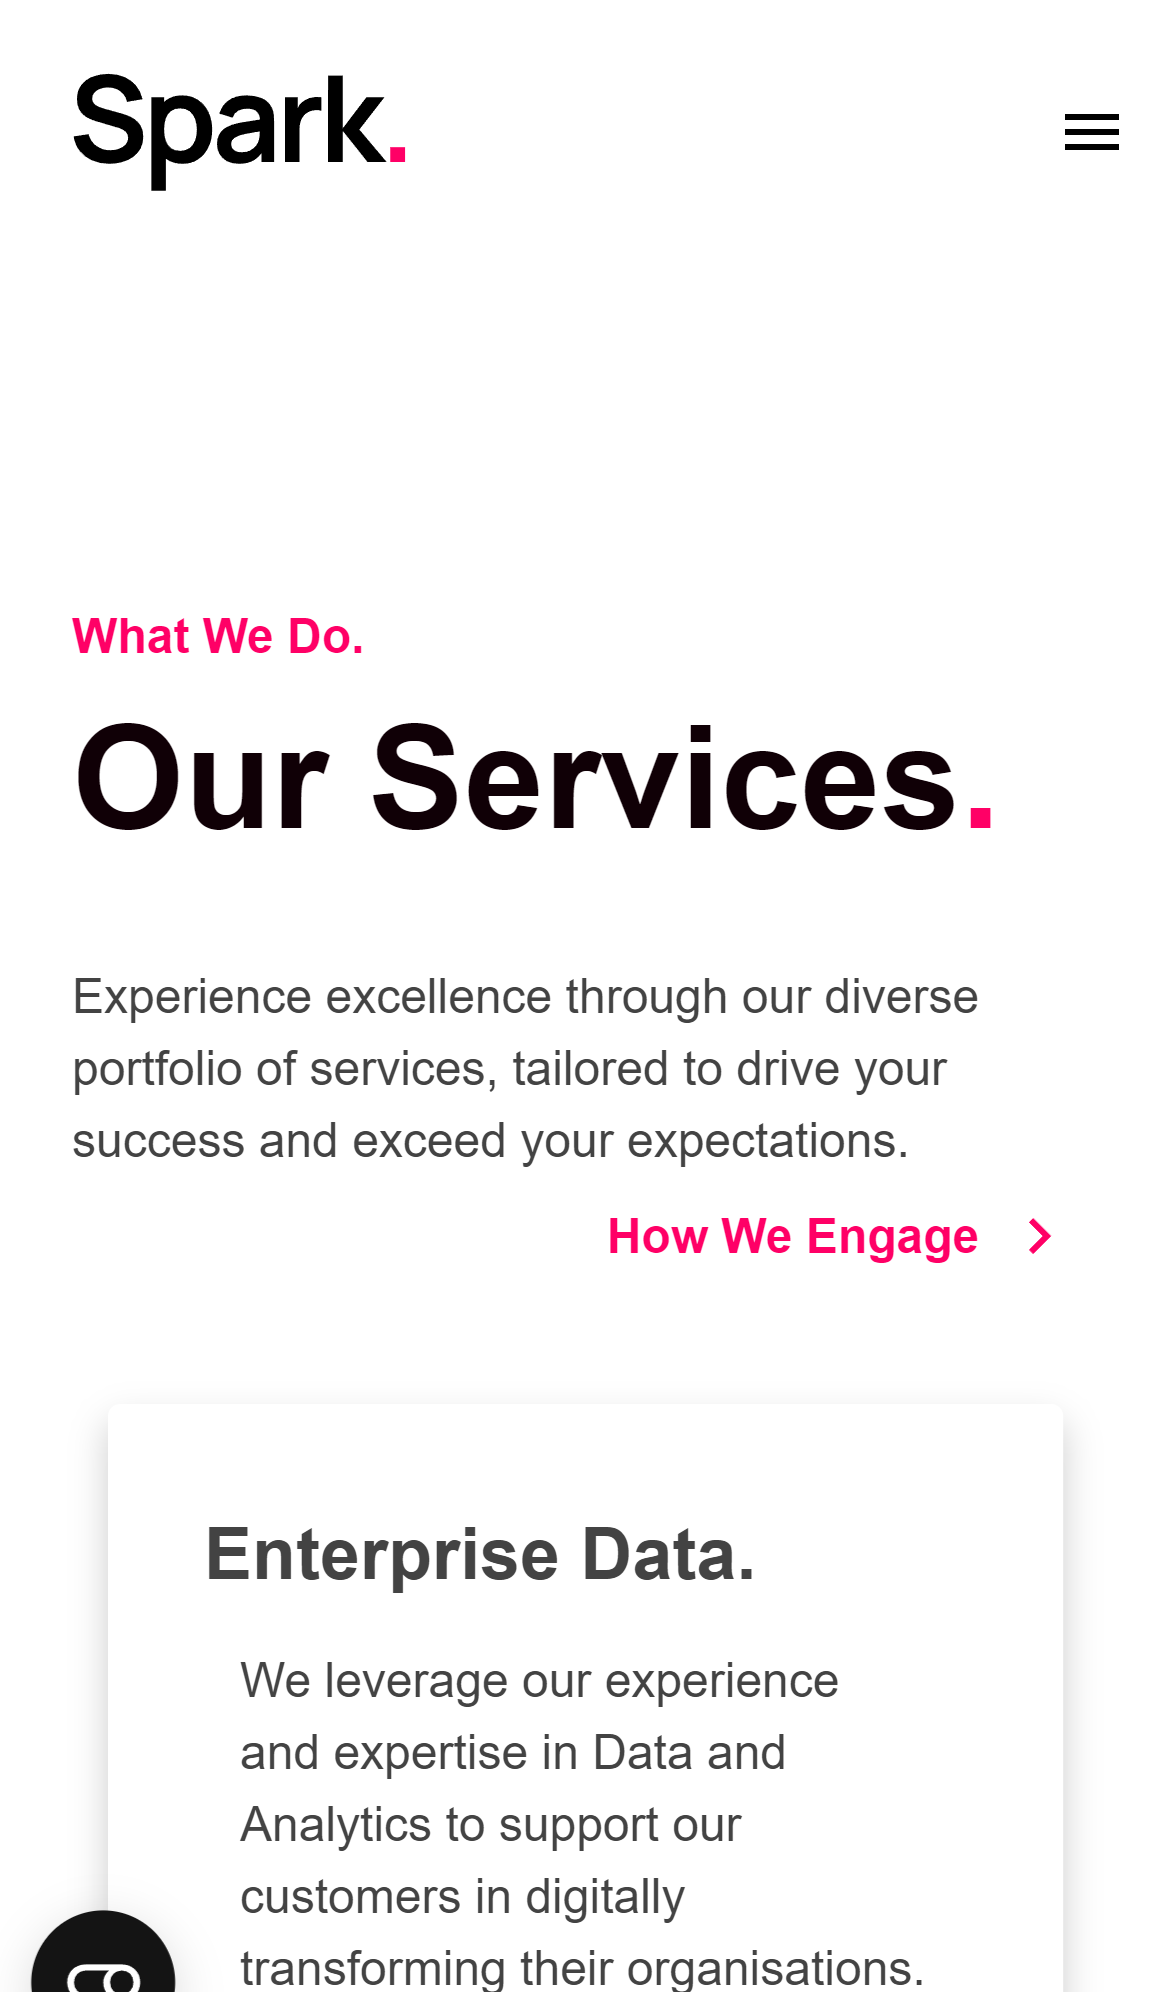 Spark.
What We Do.
Our Services.
Experience excellence through our diverse
portfolio of services, tailored to drive your
success and exceed your expectations.
How We Engage
Enterprise Data.
We leverage our experience
and expertise in Data and
Analytics to support our
customers in digitally
transforming their organisations.